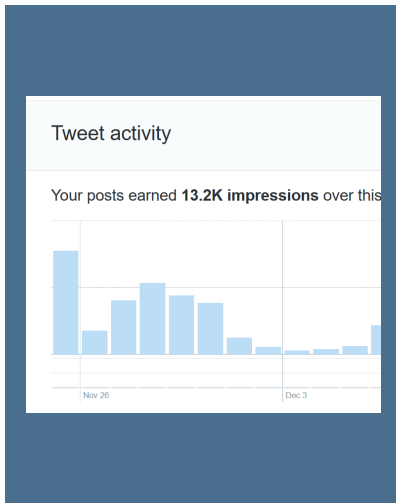 Tweet activity
Your posts earned 13.2K impressions over this
Nov 26
Dec 3